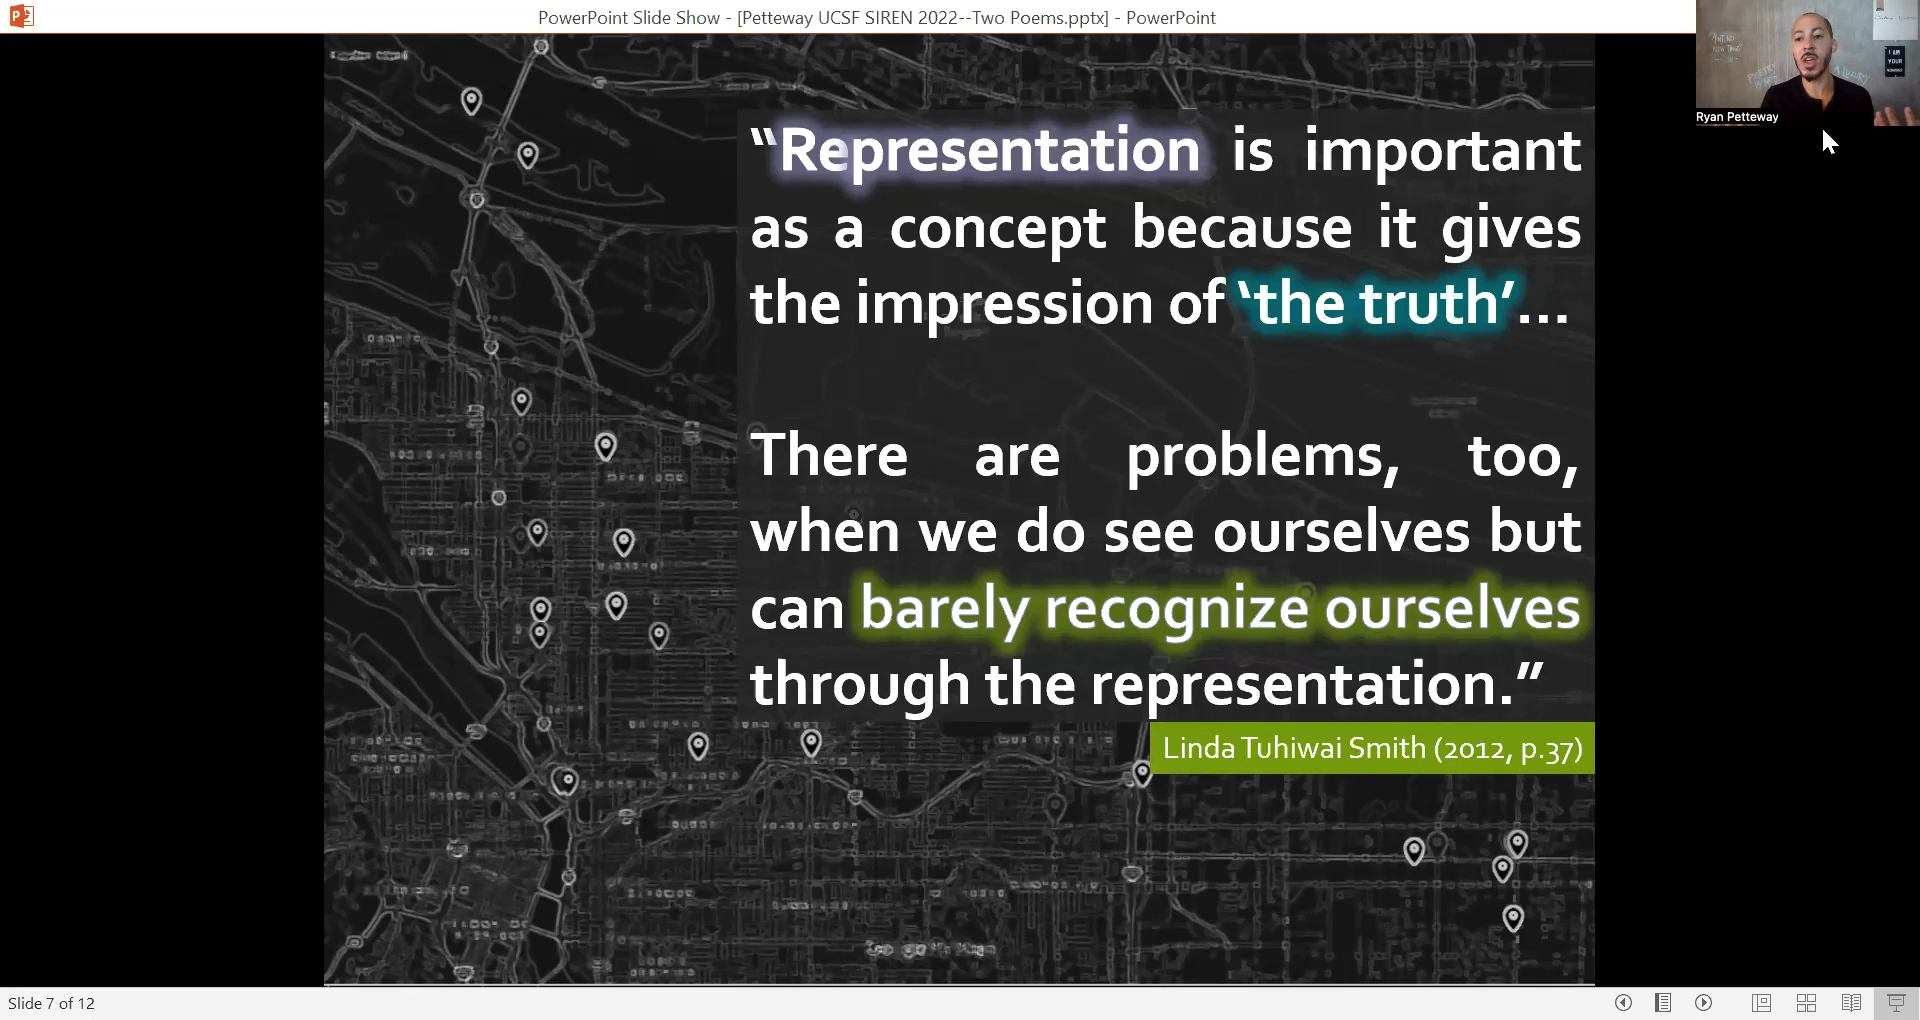 PowerPoint Slide Show - [Petteway UCSF SIREN 2022--Two Poems.pptx] - PowerPoint
“Representation is important
as a concept because it gives
the impression of ‘the truth’...
There are problems, too,
when we do see ourselves but
can barely recognize ourselves
through the representation.”
Linda Tuhiwai Smith (2012, p.37)
I AM
YOUR
Ryan Petteway
Slide 7 of 12